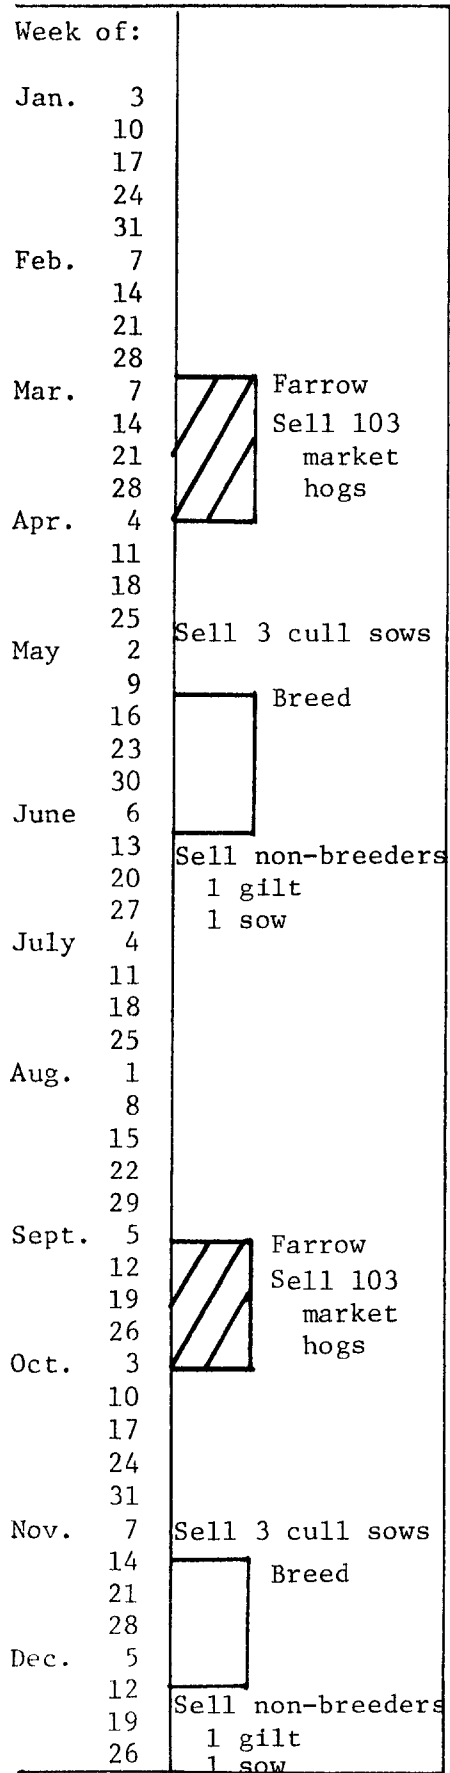 Week of:
Jan. 3
10
17
24
31
Feb. 7
14
21
28
Mar. 7 Farrow
14 Sell 103
21 market
28 hogs
Apr. 4
11
18
25 Sell 3 cull sows
May 2
9 Breed
16
23
30
June 6
13 Sell non-breeders
20 1 gilt
27 1 sow
July 4
11
18
25
Aug. 1
8
15
22
29
Sept. 5 Farrow
12 Sell 103
19 market
26 hogs
Oct. 3
10
17
24
31
Nov. 7 Sell 3 cull sows
14 Breed
21
28
Dec. 5
12 Sell non-breeders
19 1 gilt
26 1 sow